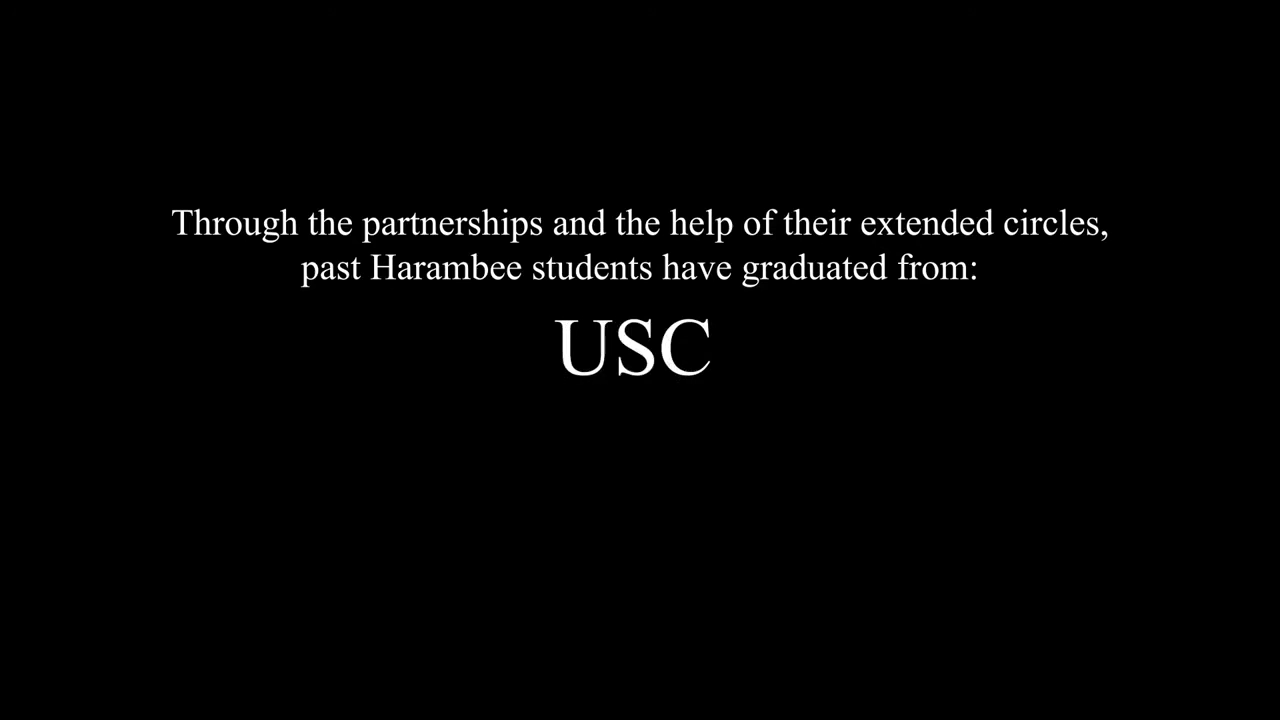 Through the partnerships and the help of their extended circles,
past Harambee students have graduated from:
USC